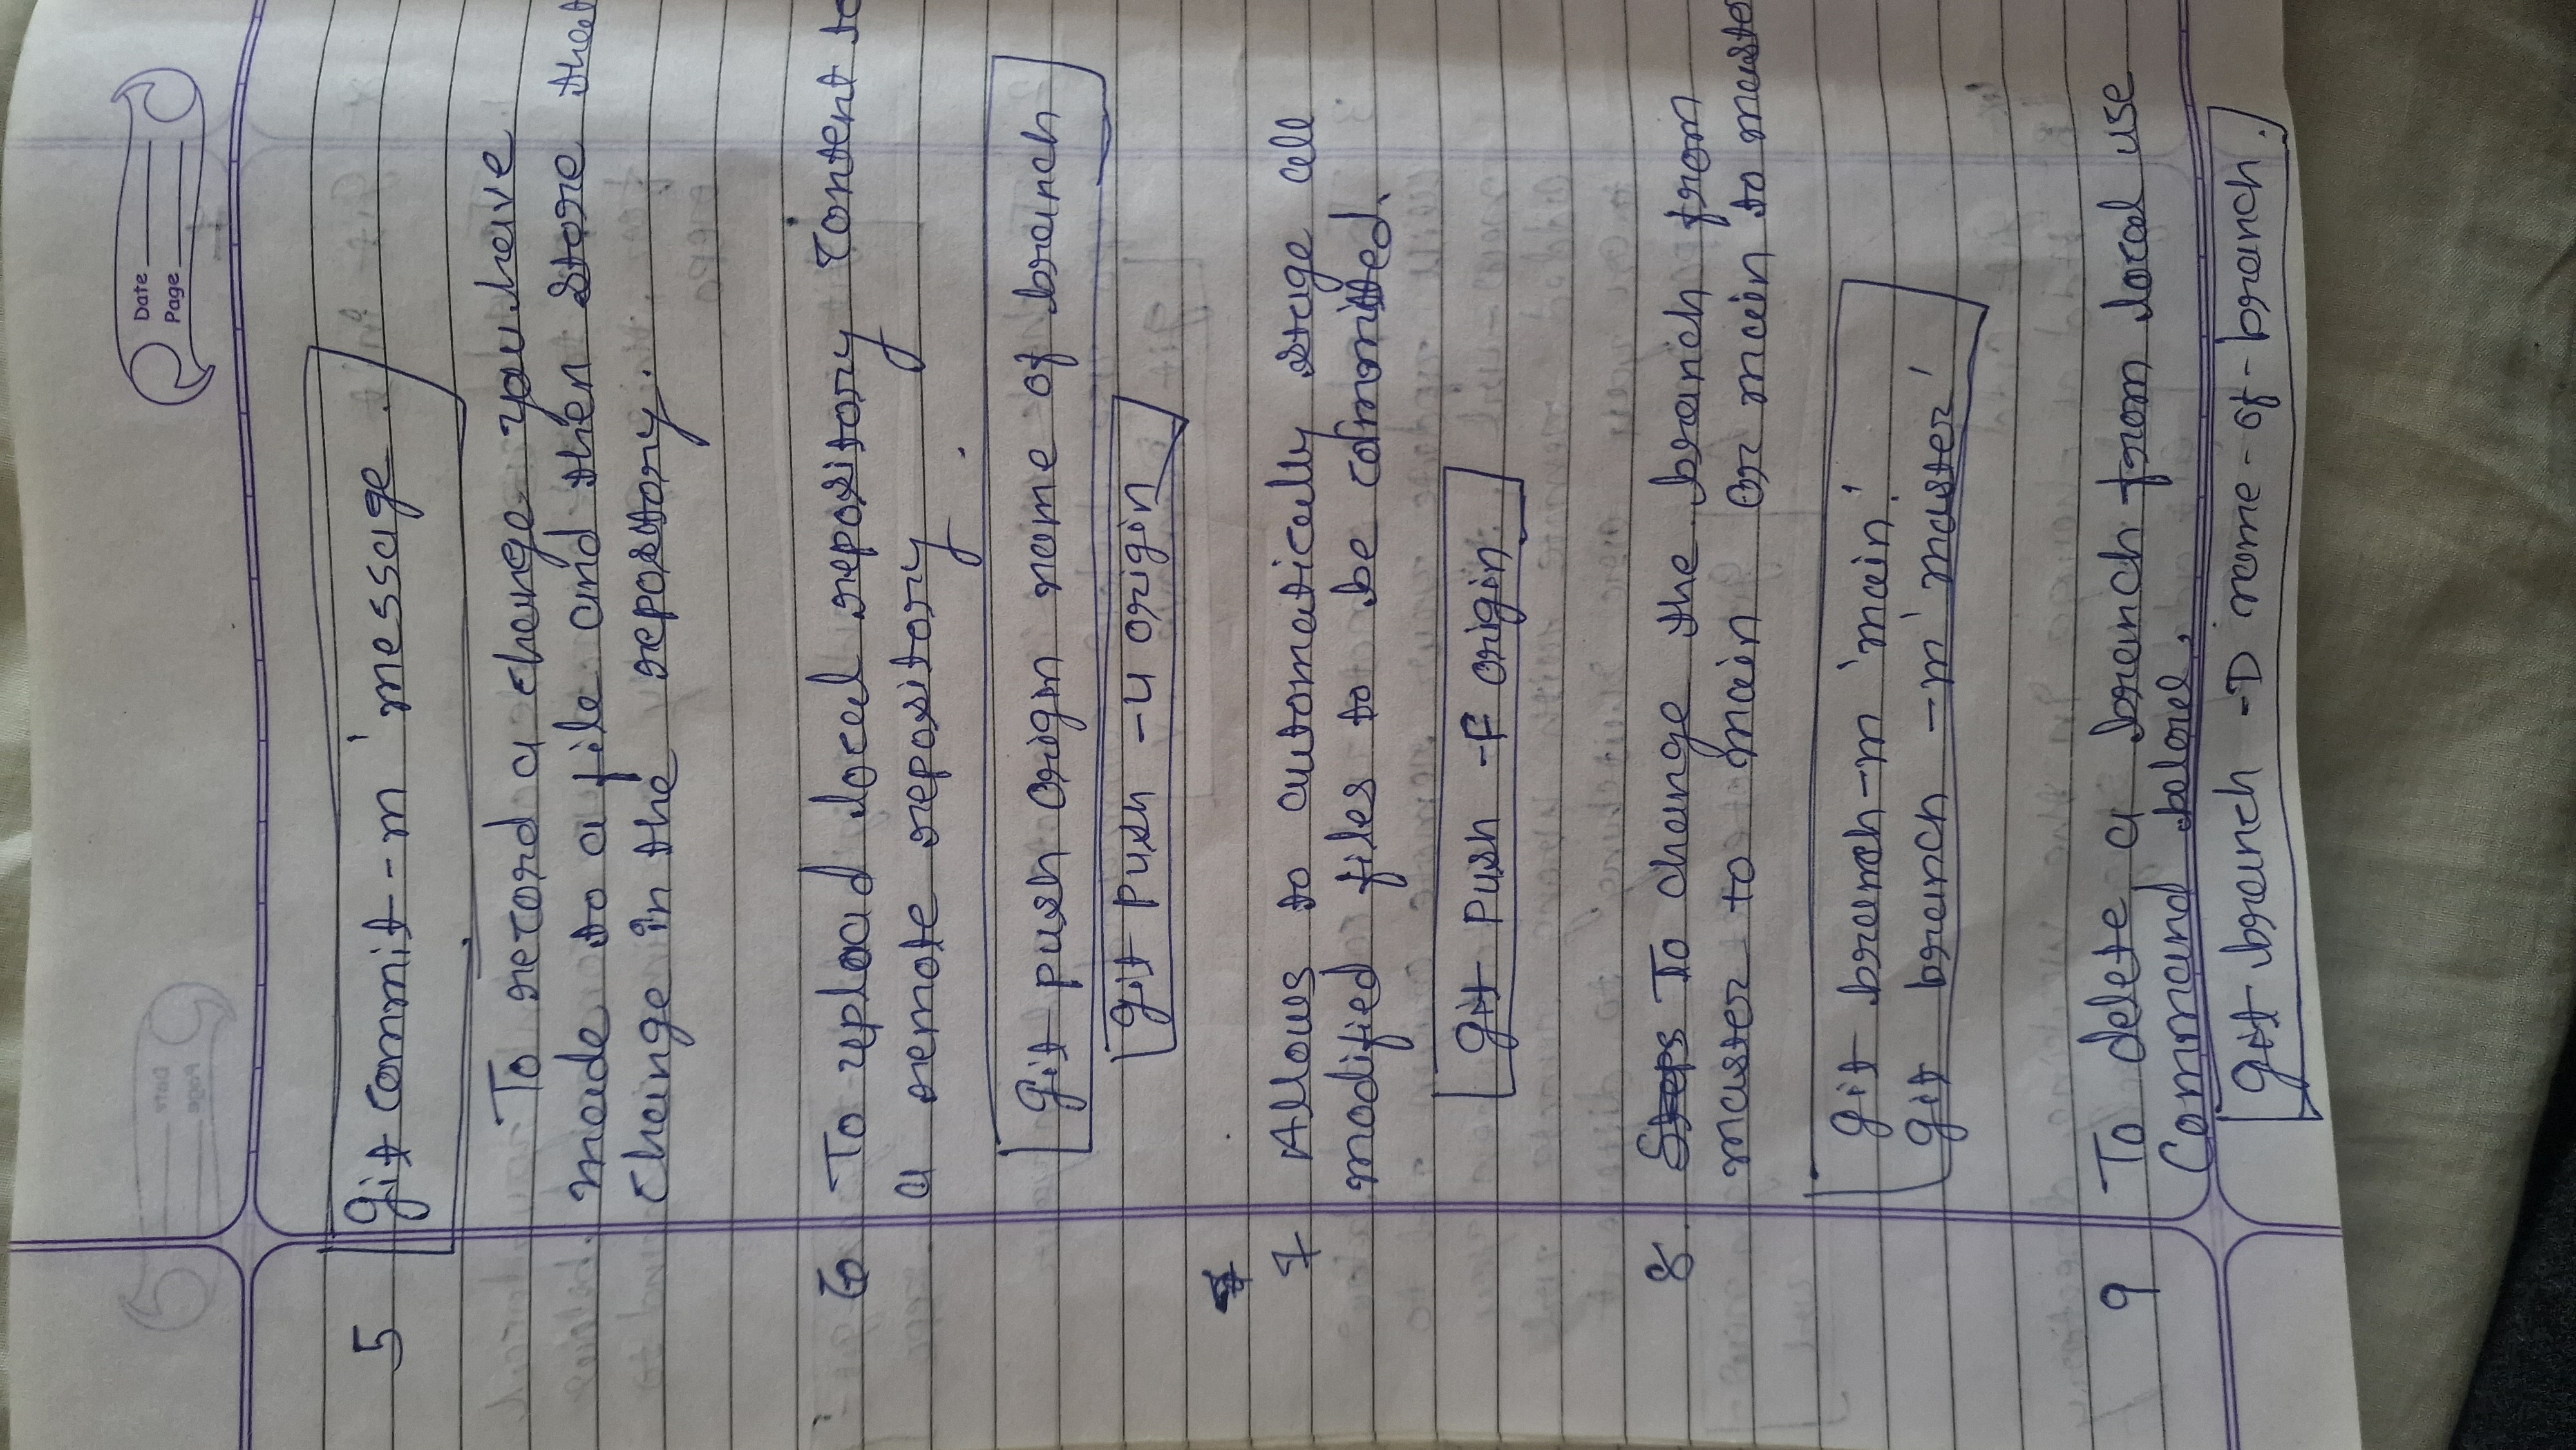 Date
Page
5 git commit -m 'message.
To record a change you have
made to a file and then store that
change in the repository.
6 To upload local repository content to
a remote repository
git push origin name of branch
git push -u origin
7 Allows to automatically stage all
modified files to be committed.
git push -F origin
8. Steps To change the branch from
master to main or main to master
git branch -m 'main'
git branch -m 'master'
9 To delete a branch from local use
command below.
git branch -D name-of-branch.